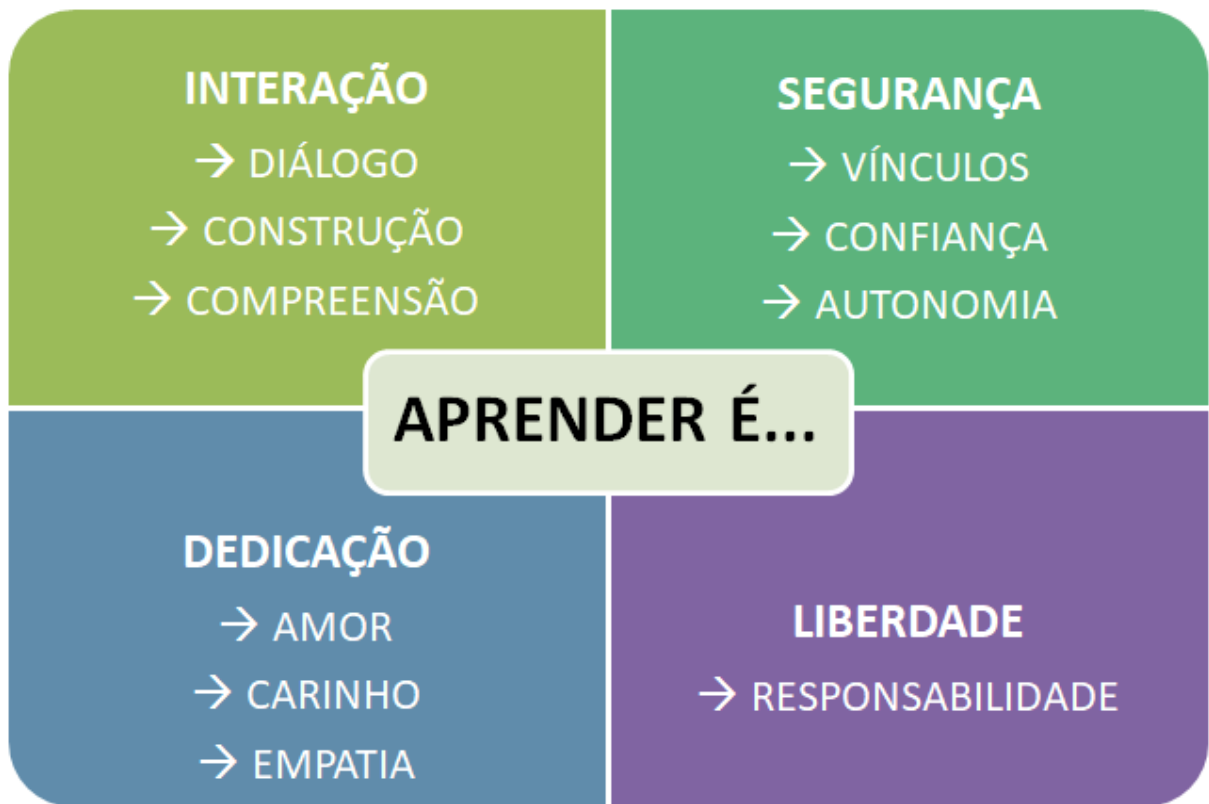 INTERAÇÃO
→ DIÁLOGO
→ CONSTRUÇÃO
→ COMPREENSÃO
SEGURANÇA
→ VÍNCULOS
→ CONFIANÇA
→ AUTONOMIA
APRENDER É...
DEDICAÇÃO
→ AMOR
→ CARINHO
→ EMPATIA
LIBERDADE
→ RESPONSABILIDADE